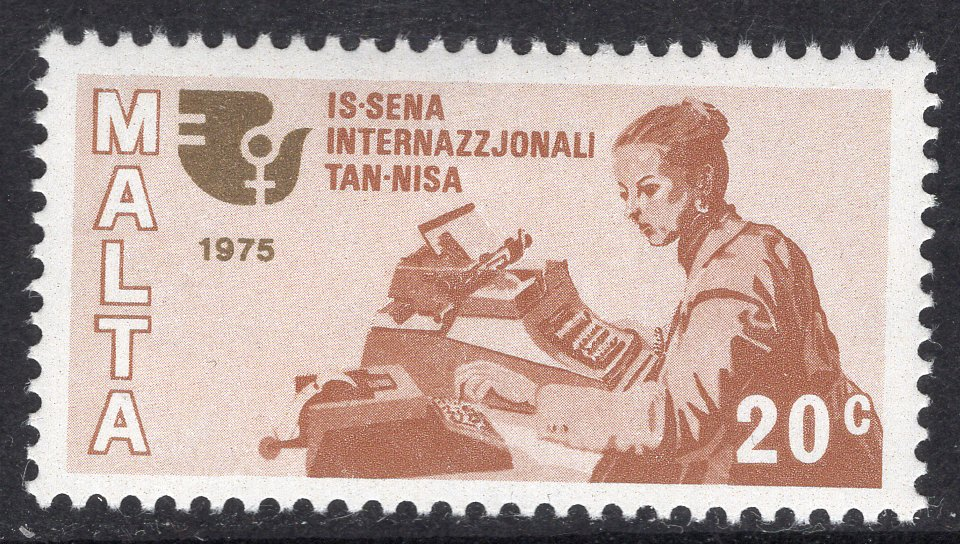 MALTA
IS·SENA
INTERNAZZJONALI
TAN·NISA
1975
20c